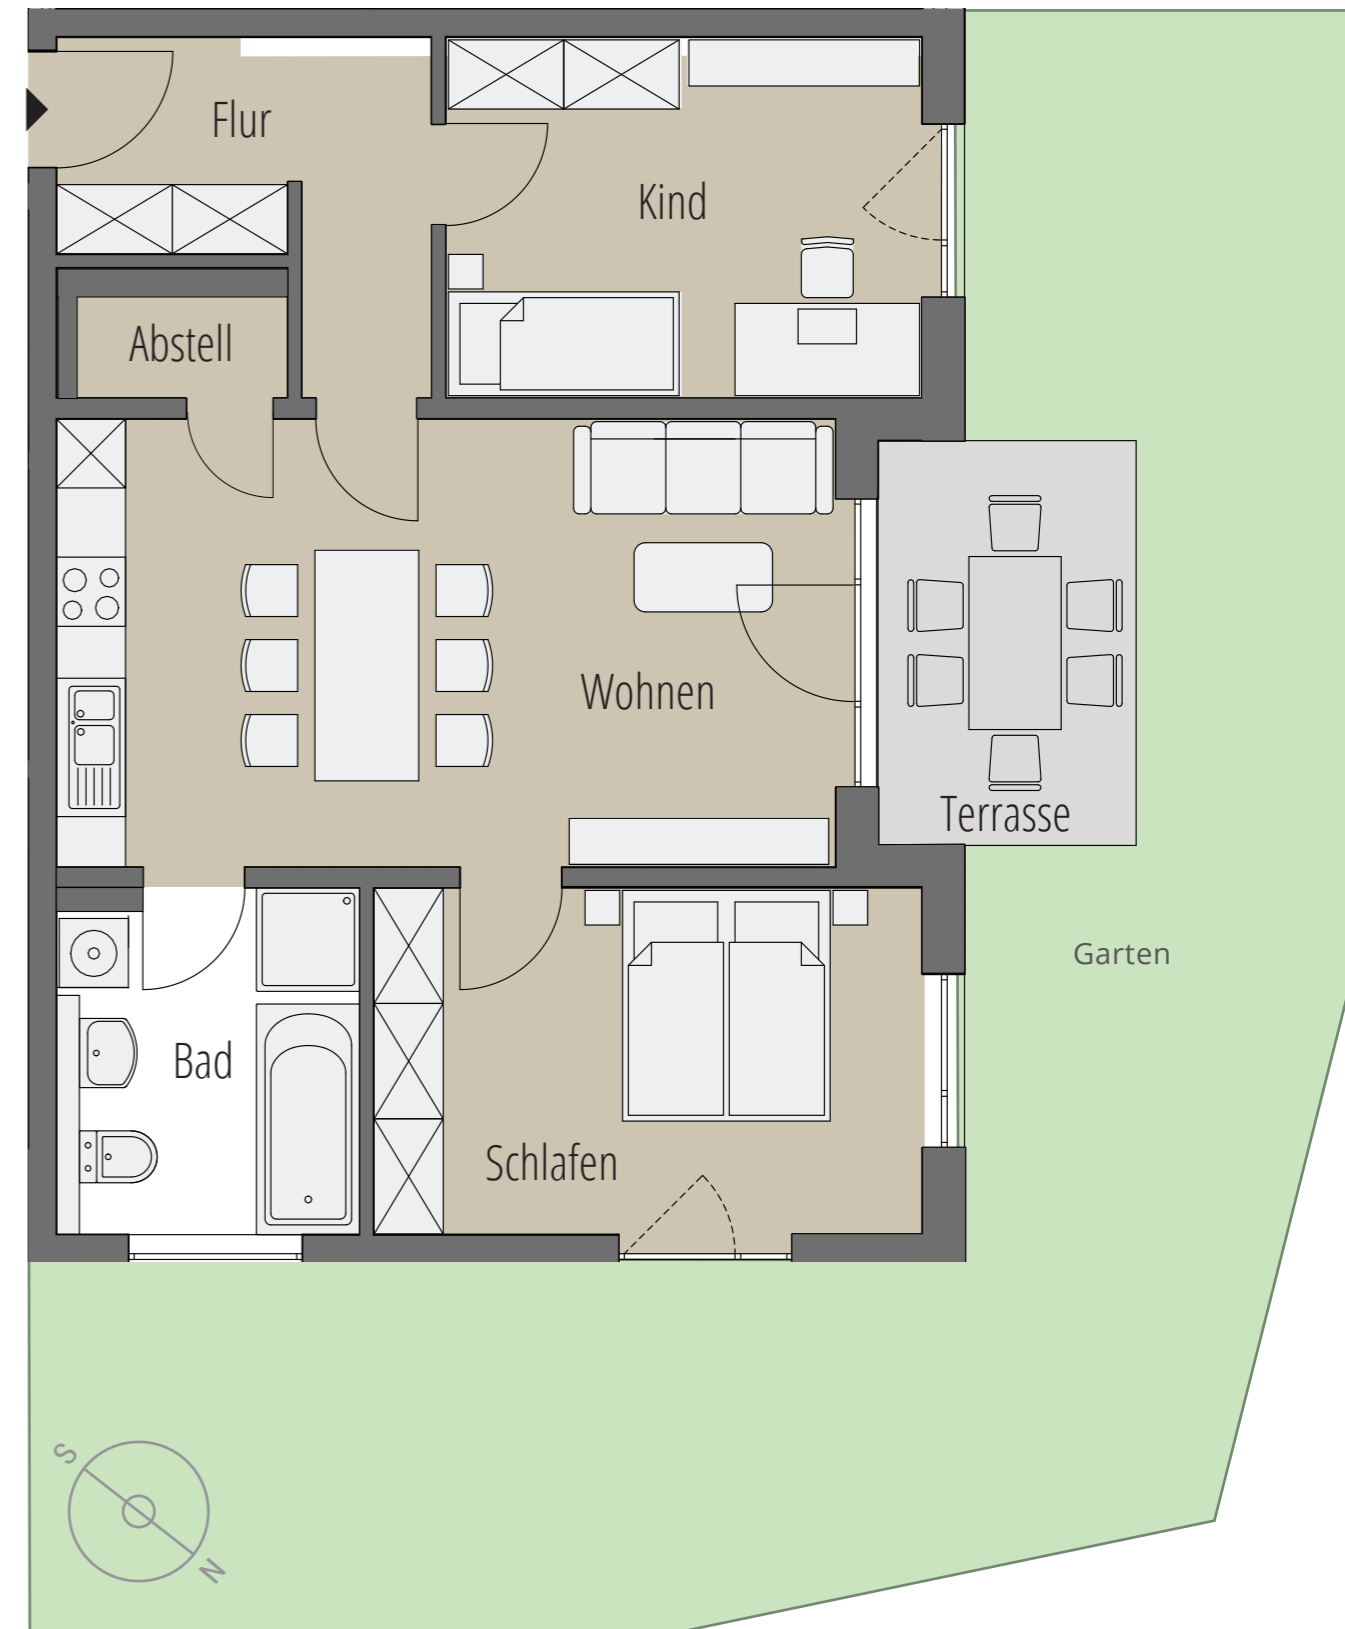 Flur
Kind
Abstell
Wohnen
Terrasse
Garten
Bad
Schlafen
S
N